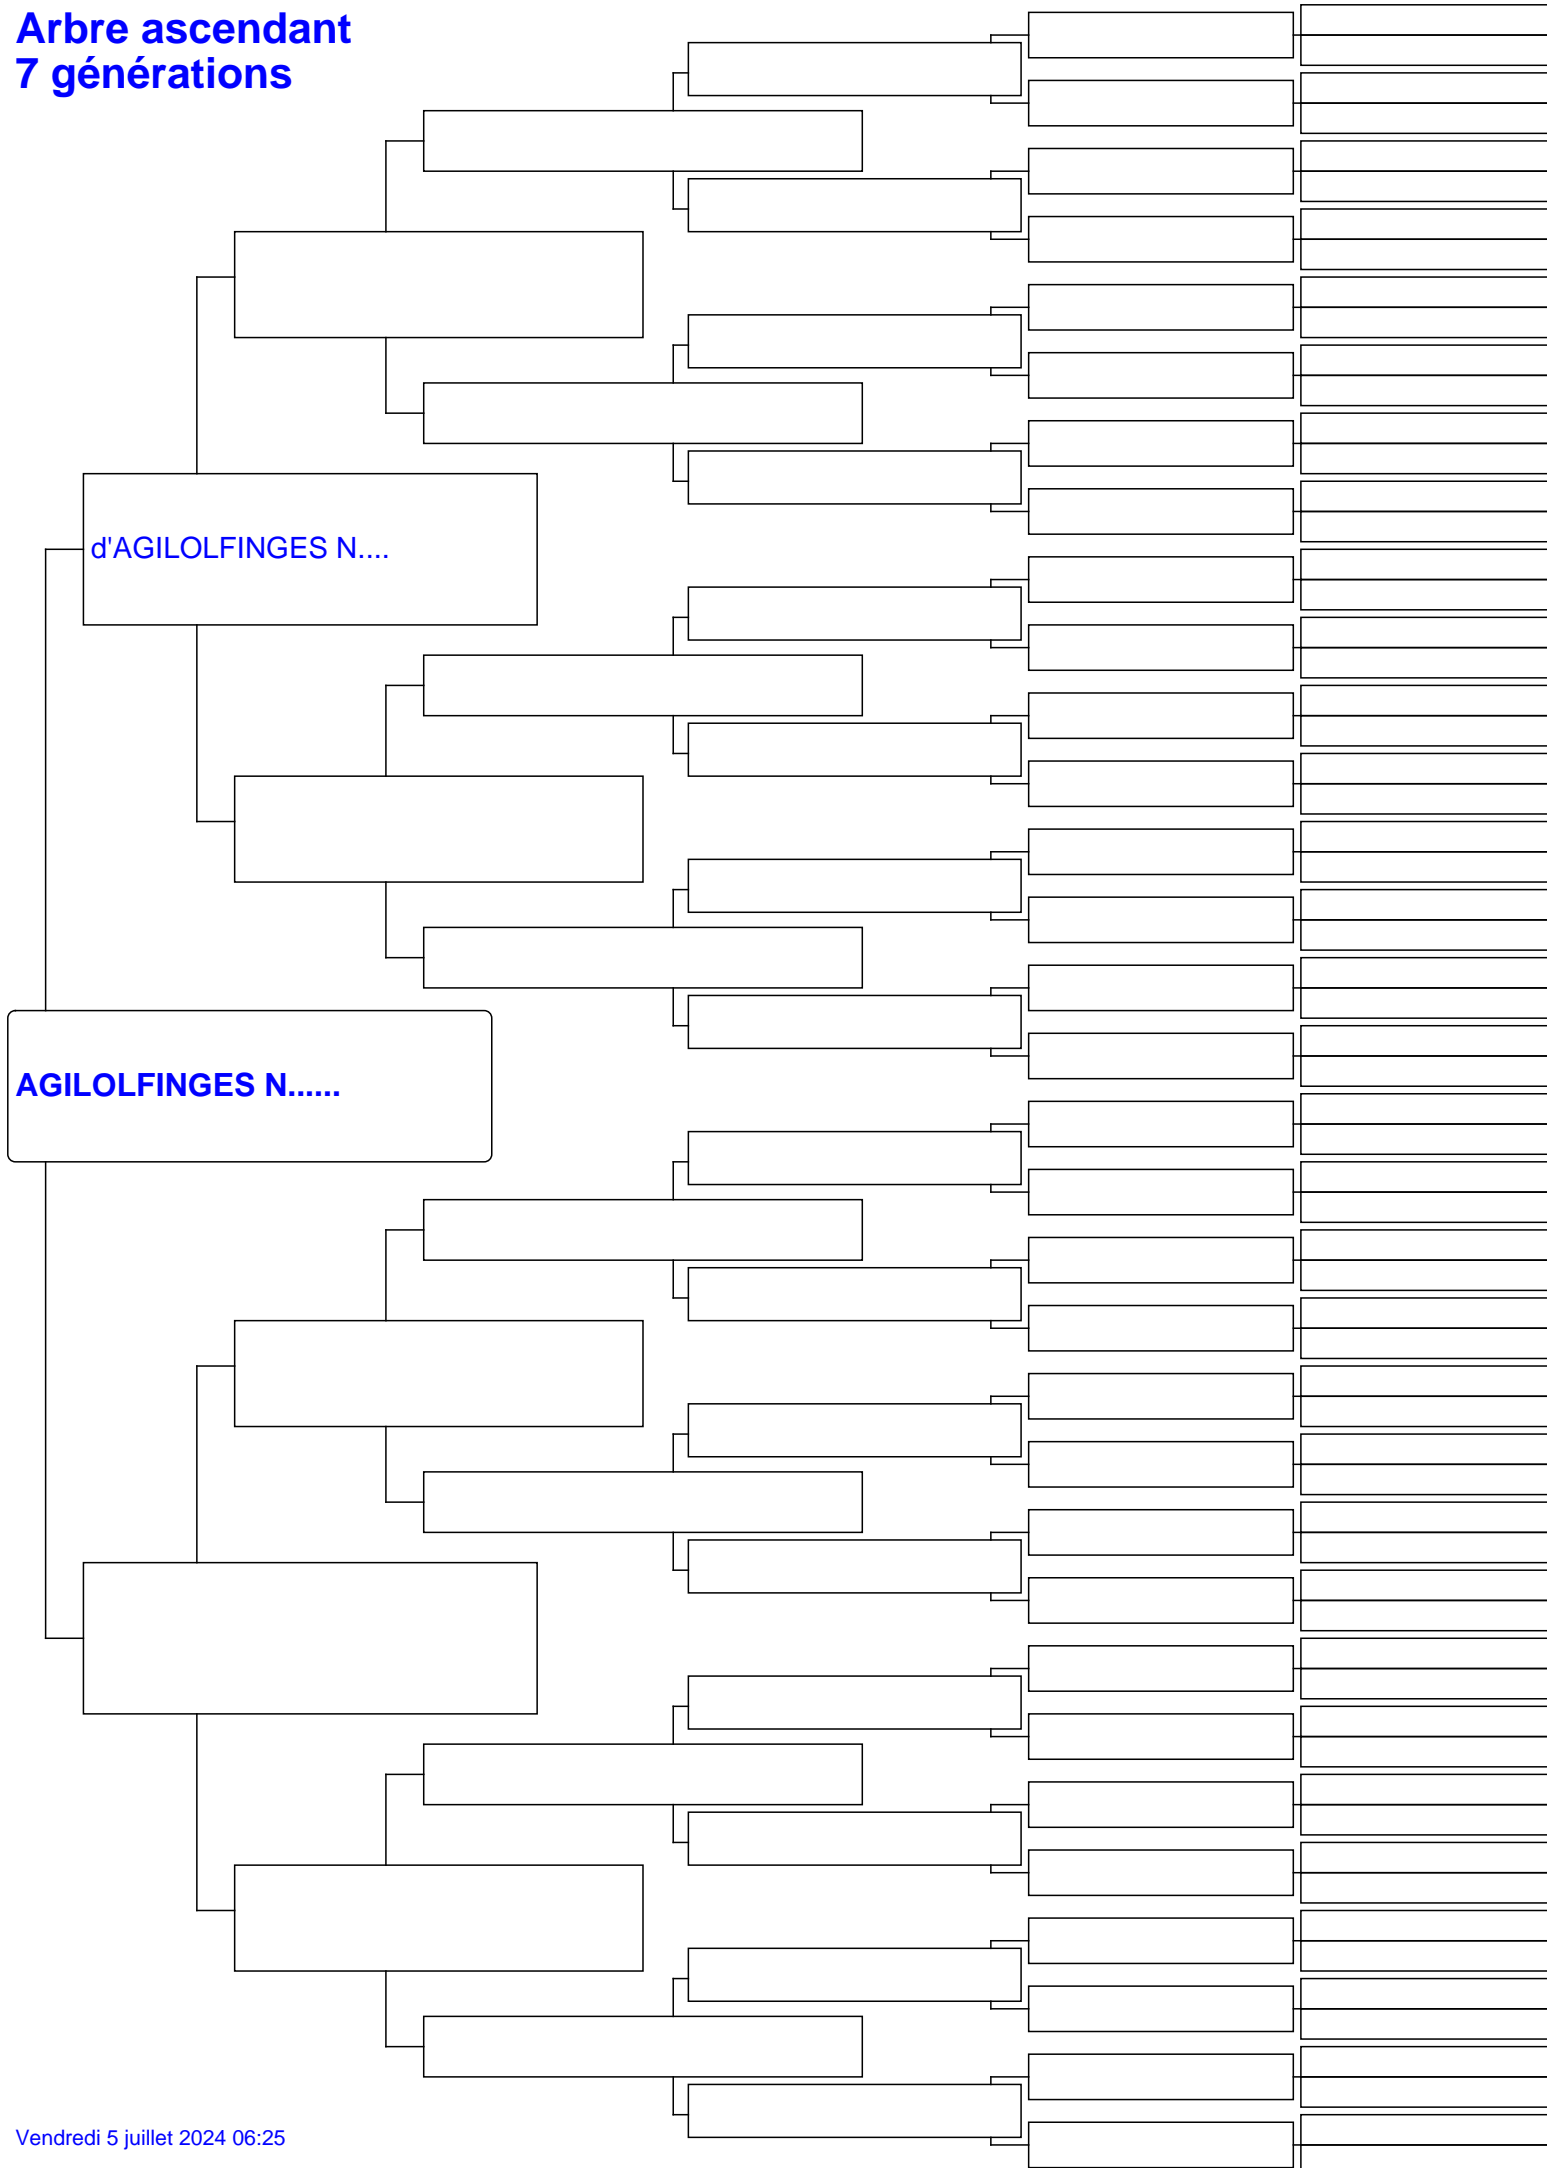 Arbre ascendant
7 générations
d'AGILOLFINGES N....
AGILOLFINGES N......
Vendredi 5 juillet 2024 06:25